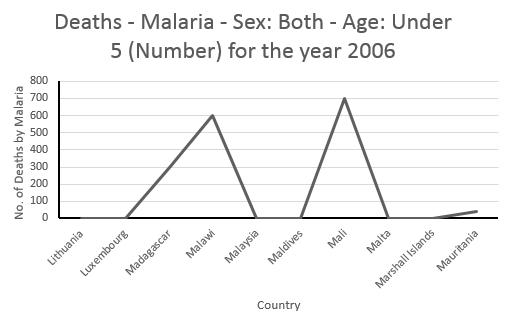 Deaths - Malaria - Sex: Both - Age: Under
5 (Number) for the year 2006
No. of Deaths by Malaria
800
700
600
500
400
300
200
100
0
Lithuania
Luxembourg
Madagascar
Malawi
Malaysia
Maldives
Mali
Malta
Marshall Islands
Mauritania
Country